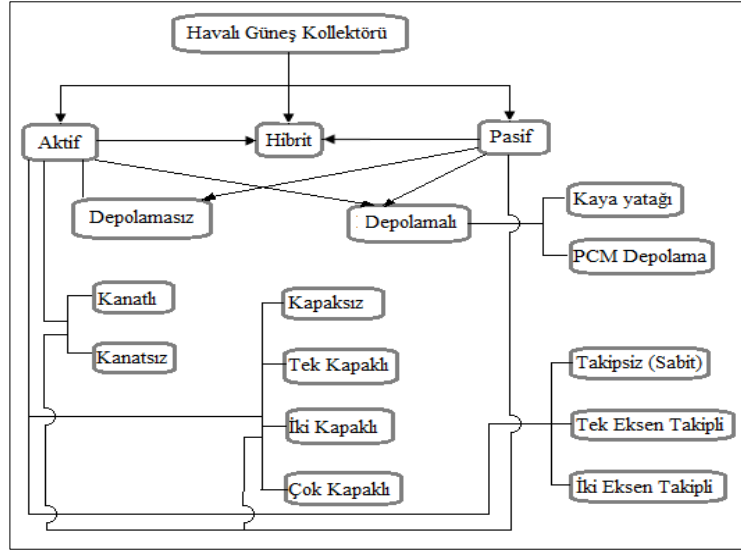 Havalı Güneş Kollektörü
Aktif
Hibrit
Pasif
Depolamasız
Depolamalı
Kaya yatağı
PCM Depolama
Kanatlı
Kanatsız
Kapaksız
Tek Kapaklı
İki Kapaklı
Çok Kapaklı
Takipsiz (Sabit)
Tek Eksen Takipli
İki Eksen Takipli